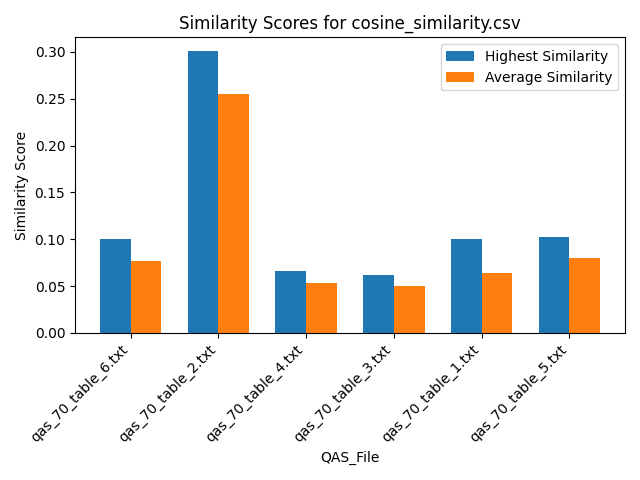 Similarity Scores for cosine_similarity.csv
Highest Similarity
Average Similarity
Similarity Score
0.30
0.25
0.20
0.15
0.10
0.05
0.00
qas_70_table_6.txt
qas_70_table_2.txt
qas_70_table_4.txt
qas_70_table_3.txt
qas_70_table_1.txt
qas_70_table_5.txt
QAS_File